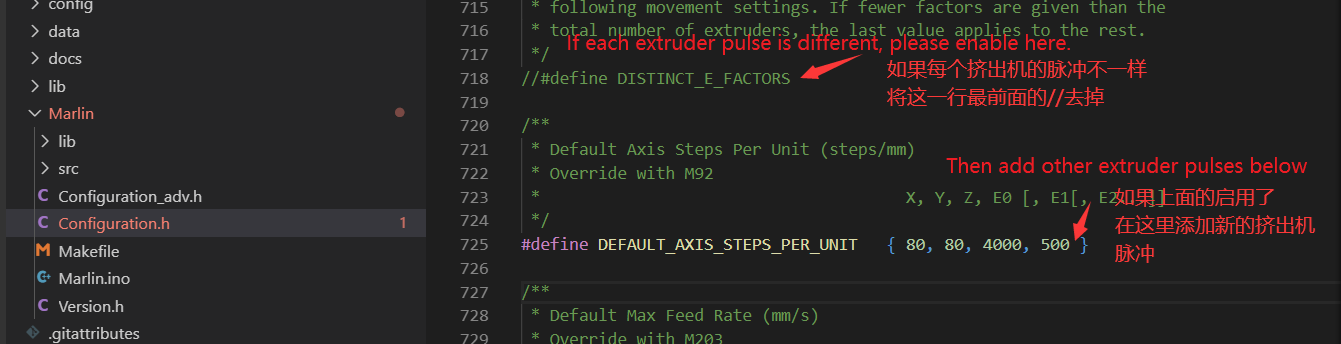 config
data
docs
lib
Marlin
lib
src
Configuration_adv.h
Configuration.h 1
Makefile
Marlin.ino
Version.h
.gitattributes
715 * following movement settings. If fewer factors are given than the
716 * total number of extruders, the last value applies to the rest.
If each extruder pulse is different, please enable here.
717 */
718 //#define DISTINCT_E_FACTORS
如果每个挤出机的脉冲不一样
将这一行最前面的//去掉
719
720 /**
721 * Default Axis Steps Per Unit (steps/mm)
Then add other extruder pulses below
722 * Override with M92
723 * X, Y, Z, E0 [, E1[, E2...]]
如果上面的启用了
724 */
在这里添加新的挤出机
脉冲
725 #define DEFAULT_AXIS_STEPS_PER_UNIT { 80, 80, 4000, 500 }
726
727 /**
728 * Default Max Feed Rate (mm/s)
729 * Override with M203